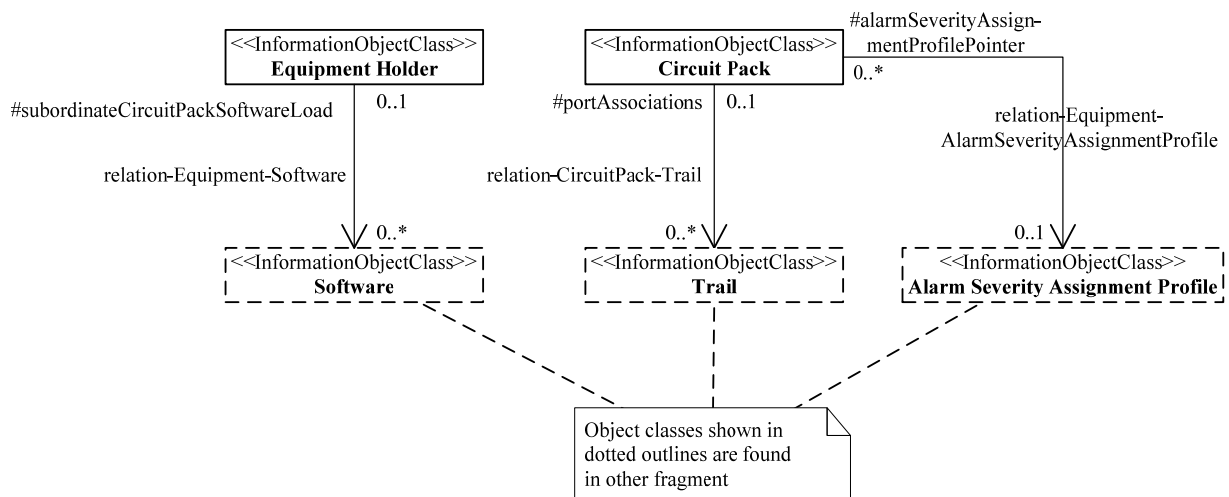 <<InformationObjectClass>>
Equipment Holder
<<InformationObjectClass>>
Circuit Pack
#alarmSeverityAssign-
mentProfilePointer
0..*
#subordinateCircuitPackSoftwareLoad
0..1
#portAssociations
0..1
relation-Equipment-
AlarmSeverityAssignmentProfile
relation-Equipment-Software
relation-CircuitPack-Trail
0..*
0..*
0..1
<<InformationObjectClass>>
Software
<<InformationObjectClass>>
Trail
<<InformationObjectClass>>
Alarm Severity Assignment Profile
Object classes shown in
dotted outlines are found
in other fragment